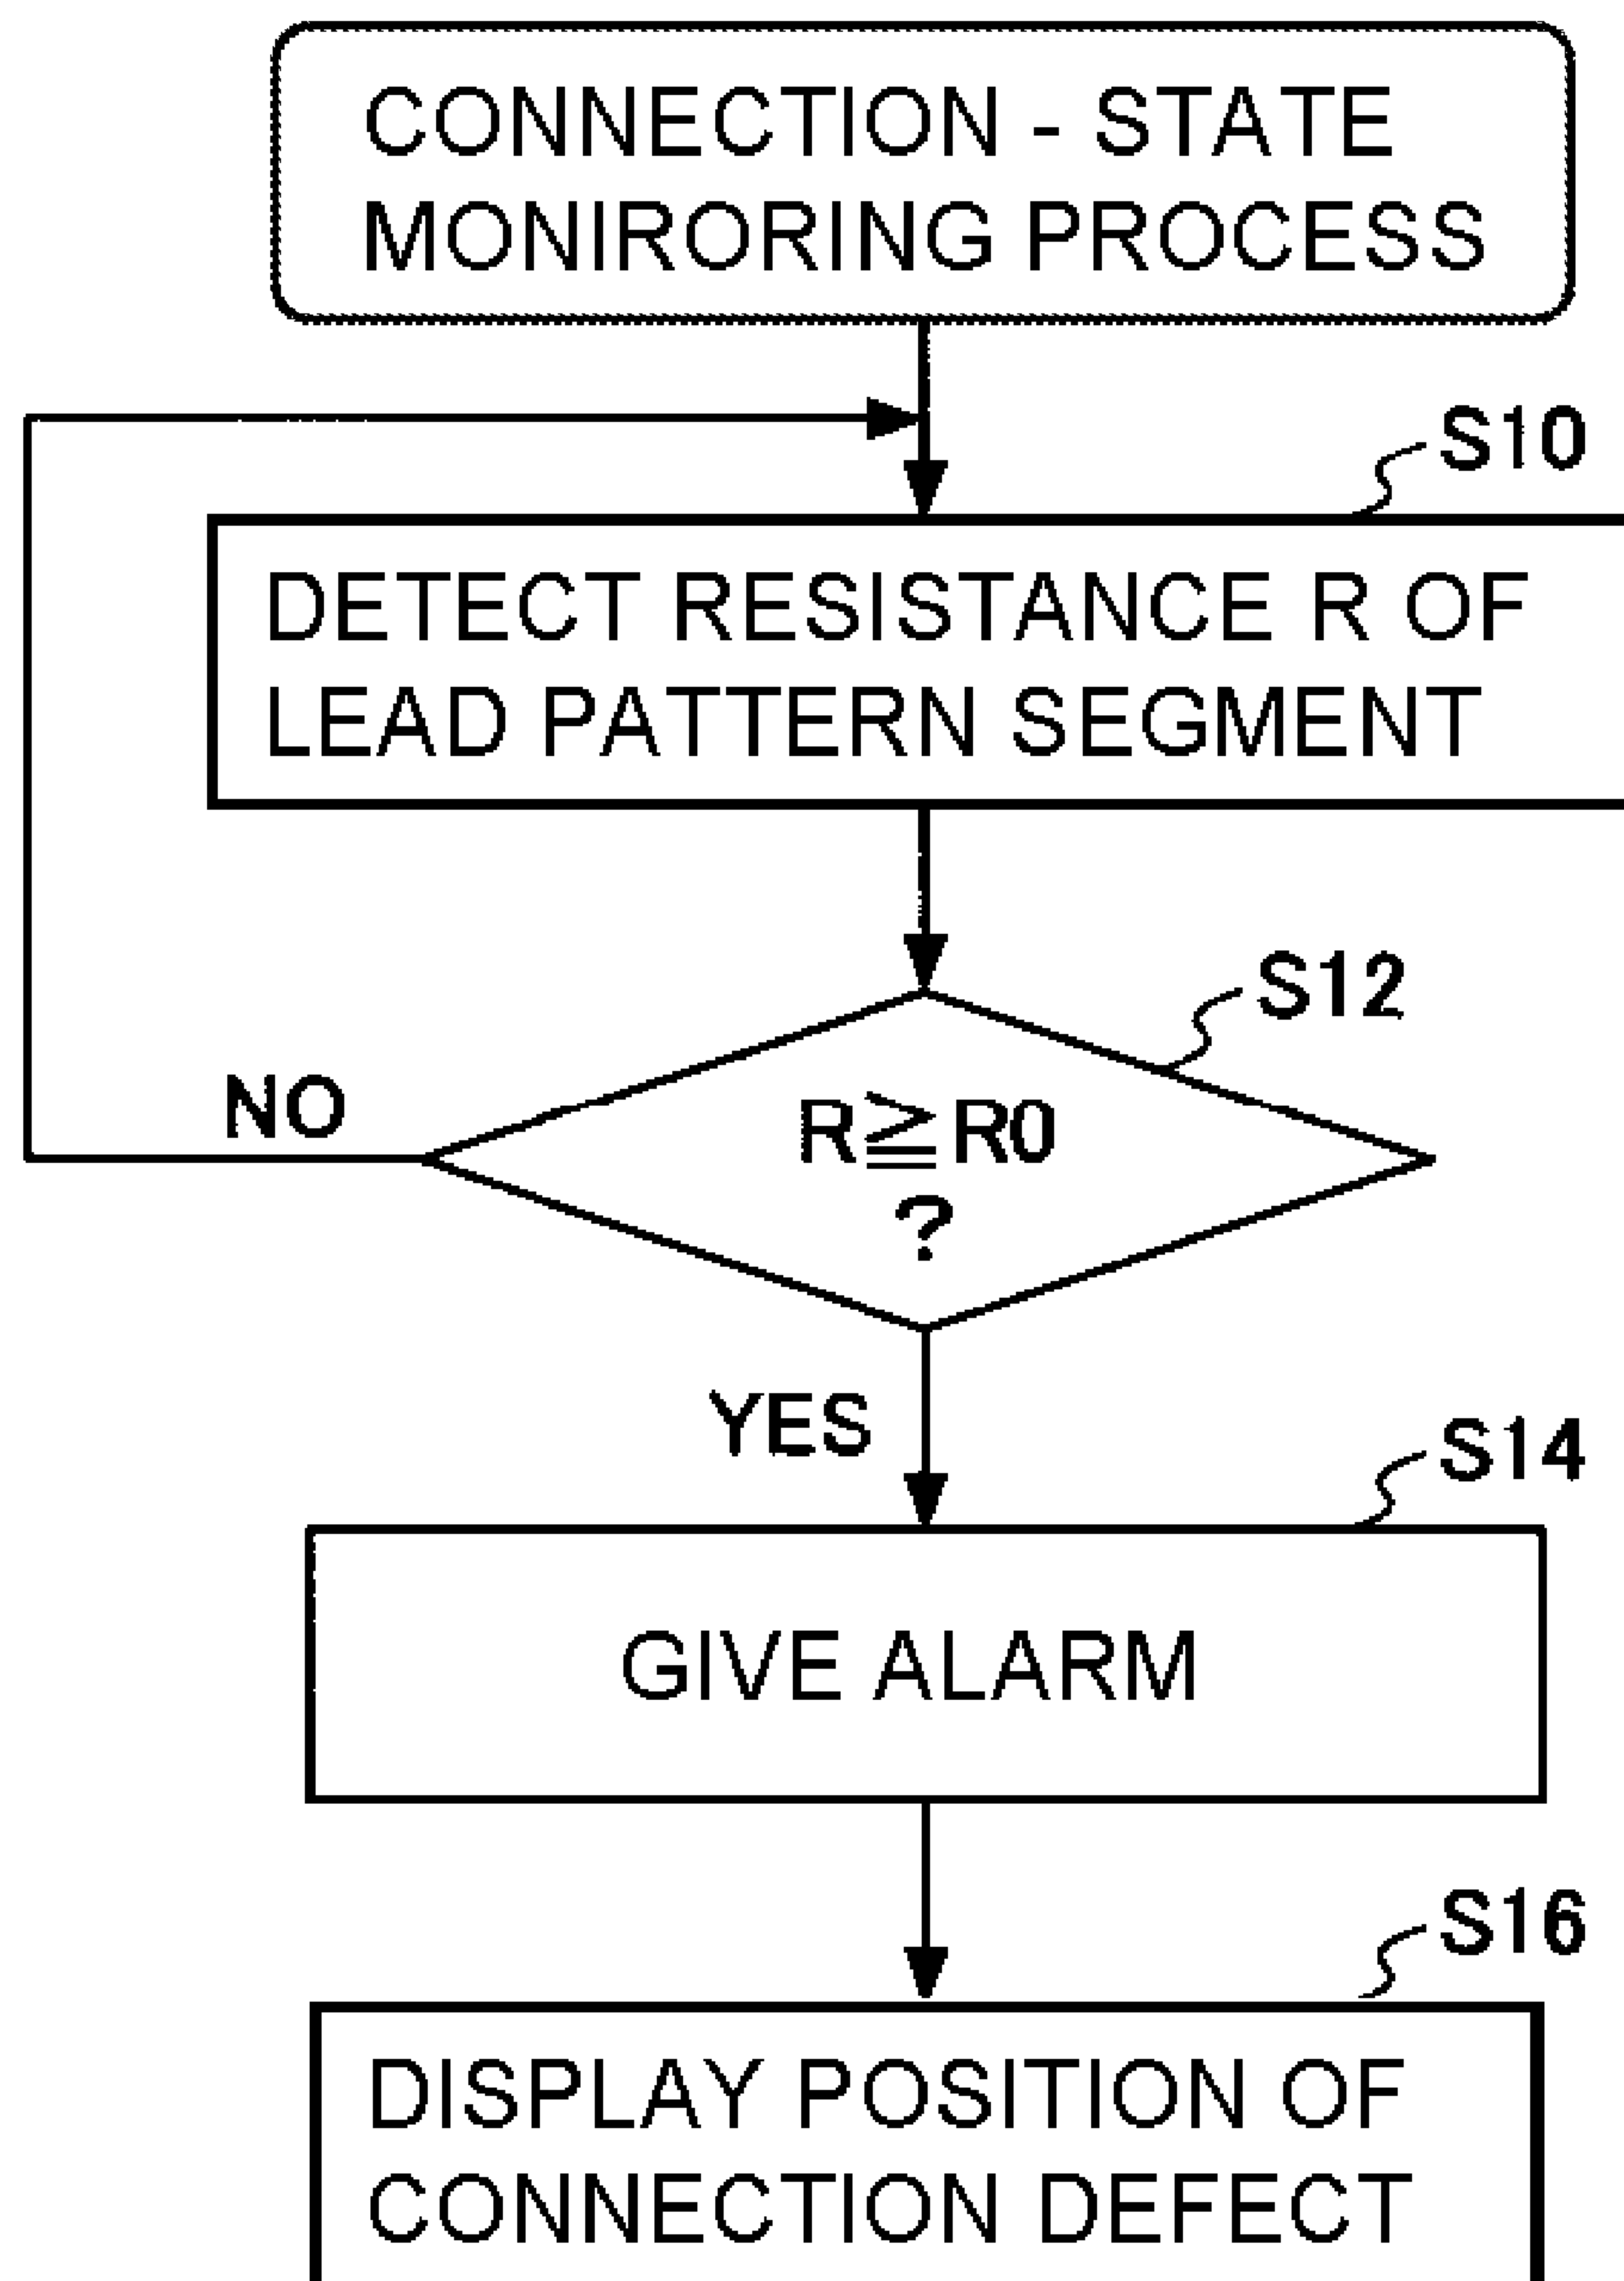 CONNECTION - STATE
MONIRORING PROCESS
S10
DETECT RESISTANCE R OF
LEAD PATTERN SEGMENT
S12
NO
R≧R0
?
YES
S14
GIVE ALARM
S16
DISPLAY POSITION OF
CONNECTION DEFECT